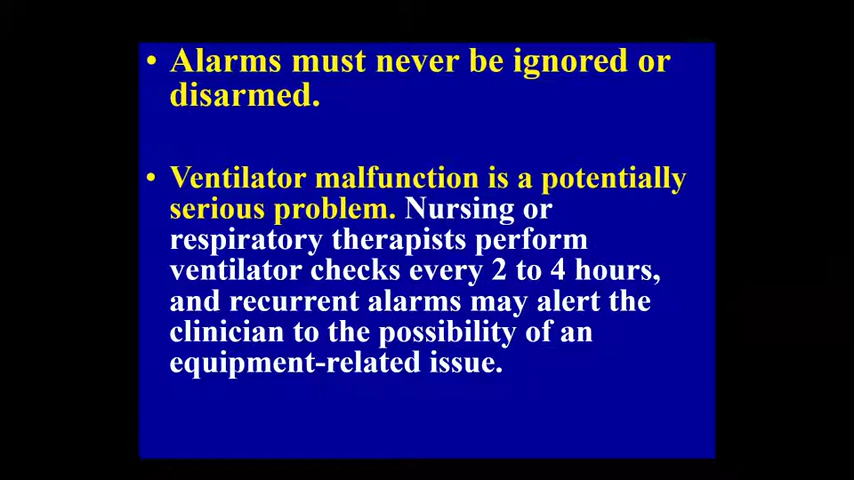 • Alarms must never be ignored or
disarmed.
• Ventilator malfunction is a potentially
serious problem. Nursing or
respiratory therapists perform
ventilator checks every 2 to 4 hours,
and recurrent alarms may alert the
clinician to the possibility of an
equipment-related issue.